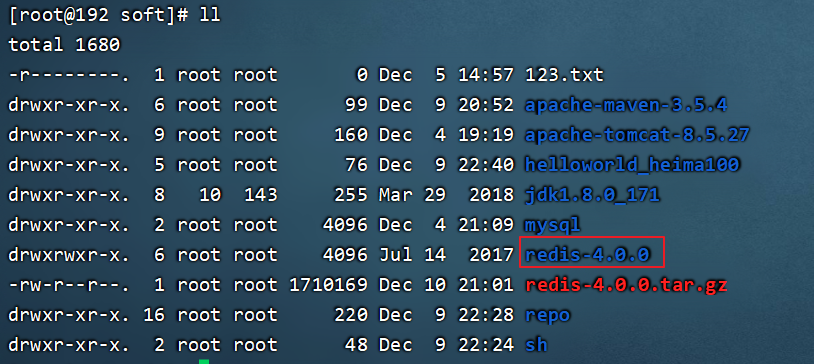 [root@192 soft]# ll
total 1680
-r--------. 1 root root 0 Dec 5 14:57 123.txt
drwxr-xr-x. 6 root root 99 Dec 9 20:52 apache-maven-3.5.4
drwxr-xr-x. 9 root root 160 Dec 4 19:19 apache-tomcat-8.5.27
drwxr-xr-x. 5 root root 76 Dec 9 22:40 helloworld_heima100
drwxr-xr-x. 8 10 143 255 Mar 29 2018 jdk1.8.0_171
drwxr-xr-x. 2 root root 4096 Dec 4 21:09 mysql
drwxrwxr-x. 6 root root 4096 Jul 14 2017 redis-4.0.0
-rw-r--r--. 1 root root 1710169 Dec 10 21:01 redis-4.0.0.tar.gz
drwxr-xr-x. 16 root root 220 Dec 9 22:28 repo
drwxr-xr-x. 2 root root 48 Dec 9 22:24 sh